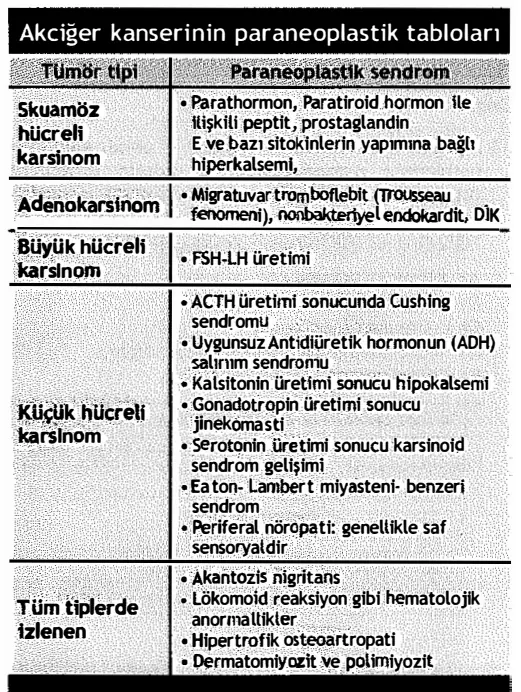 Akciğer kanserinin paraneoplastik tabloları
Tümör tipi
Paraneoplastik sendrom
Skuamöz
hücreli
karsinom
• Parathormon, Paratiroid hormon ile
ilişkili peptit, prostaglandin
E ve bazı sitokinlerin yapımına bağlı
hiperkalsemi,
Adenokarsinom
• Migratuvar tromboflebit (Trousseau
fenomeni), nonbakteriyel endokardit, DİK
Büyük hücreli
karsinom
• FSH-LH üretimi
Küçük hücreli
karsinom
• ACTH üretimi sonucunda Cushing
sendromu
• Uygunsuz Antidiüretik hormonun (ADH)
salınım sendromu
• Kalsitonin üretimi sonucu hipokalsemi
• Gonadotropin üretimi sonucu
jinekomasti
• Serotonin üretimi sonucu karsinoid
sendrom gelişimi
• Eaton- Lambert miyasteni- benzeri
sendrom
• Periferal nöropati: genellikle saf
sensoryaldir
Tüm tiplerde
izlenen
• Akantozis nigritans
• Lökomoid reaksiyon gibi hematolojik
anormallikler
• Hipertrofik osteoartropati
• Dermatomiyozit ve polimiyozit